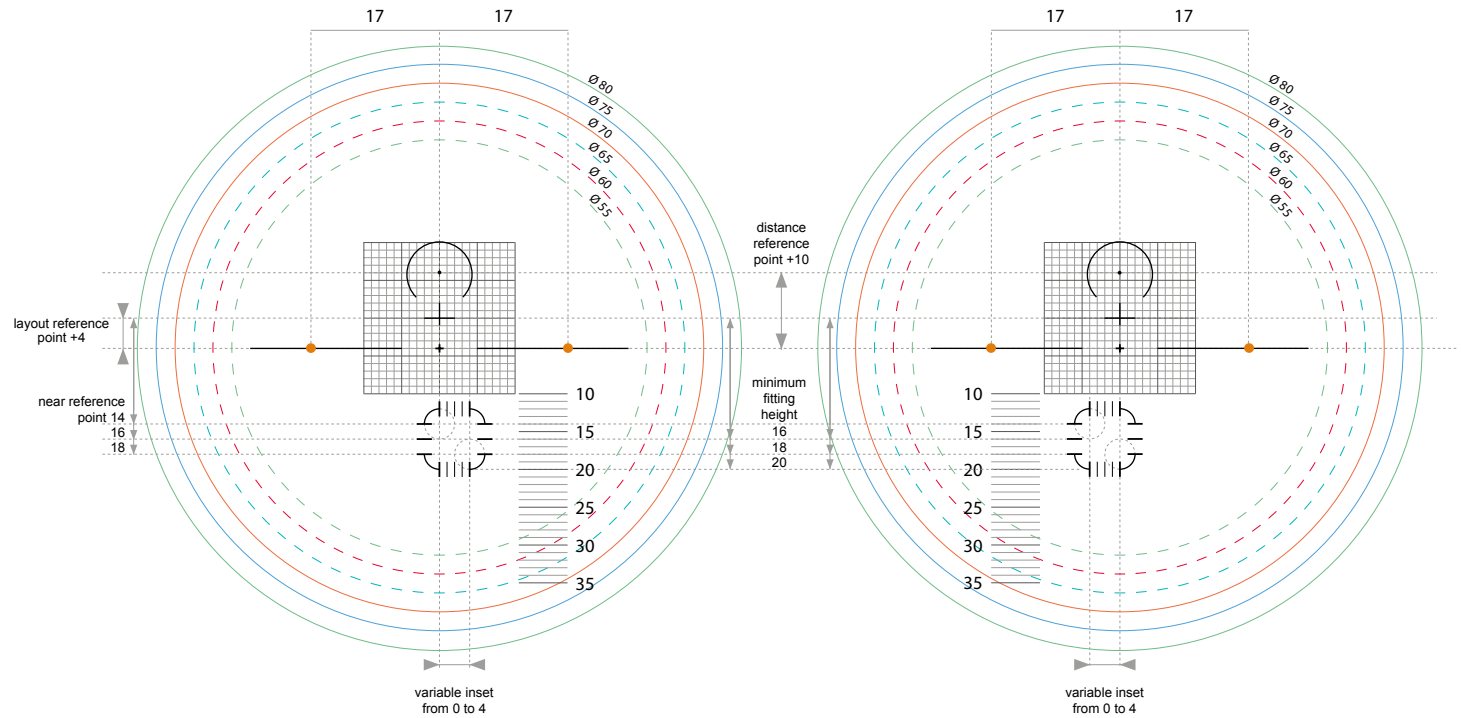 17 17 17 17
Ø 80
Ø 75
Ø 70
Ø 65
Ø 60
Ø 55
Ø 80
Ø 75
Ø 70
Ø 65
Ø 60
Ø 55
distance
reference
point +10
layout reference
point +4
near reference
point 14
16
18
10
15
20
25
30
35
minimum
fitting
height
16
18
20
10
15
20
25
30
35
variable inset
from 0 to 4
variable inset
from 0 to 4